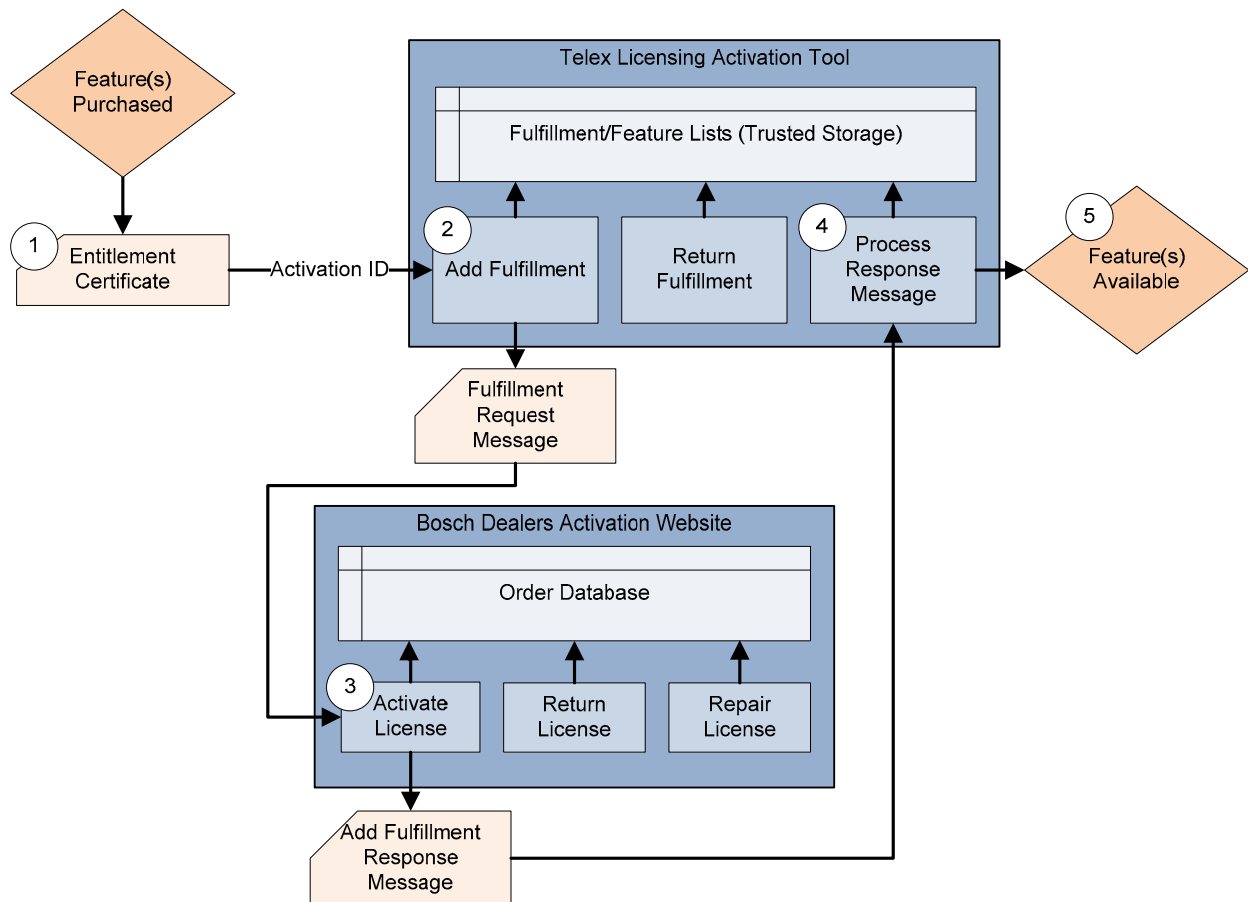 Feature(s)
Purchased
1
Entitlement
Certificate
Activation ID
Telex Licensing Activation Tool
Fulfillment/Feature Lists (Trusted Storage)
2
Add Fulfillment
Return
Fulfillment
4
Process
Response
Message
5
Feature(s)
Available
Fulfillment
Request
Message
Bosch Dealers Activation Website
Order Database
3
Activate
License
Return
License
Repair
License
Add Fulfillment
Response
Message